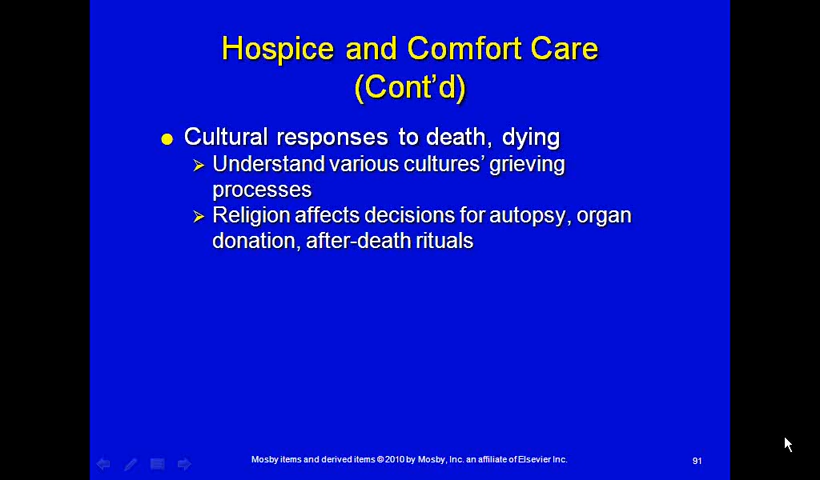 Hospice and Comfort Care
(Cont'd)
Cultural responses to death, dying
Understand various cultures' grieving
processes
Religion affects decisions for autopsy, organ
donation, after-death rituals
Mosby items and derived items © 2010 by Mosby, Inc. an affiliate of Elsevier Inc.
91